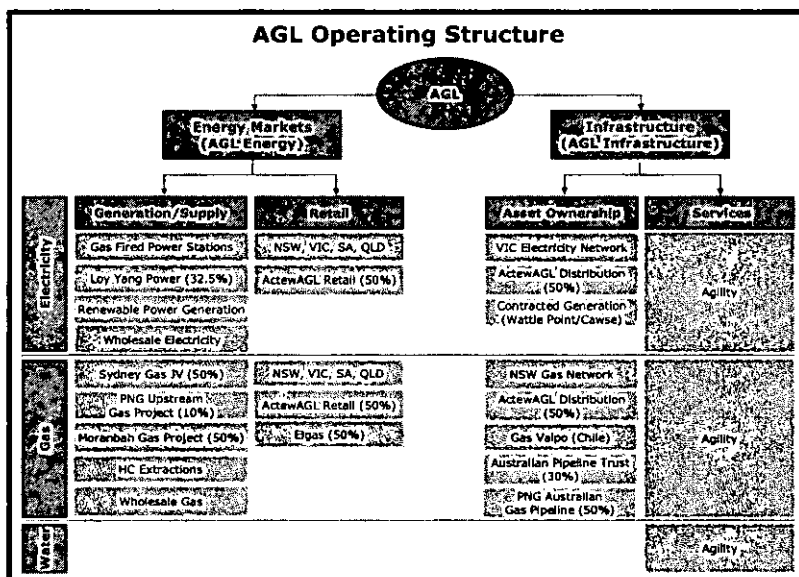 AGL Operating Structure
AGL
Energy Markets
(AGL Energy)
Infrastructure
(AGL Infrastructure)
Generation/Supply
Retail
Asset Ownership
Services
Electricity
Gas Fired Power Stations
Loy Yang Power (32.5%)
Renewable Power Generation
Wholesale Electricity
NSW, VIC, SA, QLD
ActewAGL Retail (50%)
VIC Electricity Network
ActewAGL Distribution
(50%)
Contracted Generation
(Wattle Point/Cawse)
Agility
Gas
Sydney Gas JV (50%)
PNG Upstream
Gas Project (10%)
Moranbah Gas Project (50%)
HC Extractions
Wholesale Gas
NSW, VIC, SA, QLD
ActewAGL Retail (50%)
Elgas (50%)
NSW Gas Network
ActewAGL Distribution
(50%)
Gas Valpo (Chile)
Australian Pipeline Trust
(30%)
PNG Australian
Gas Pipeline (50%)
Agility
Water
Agility